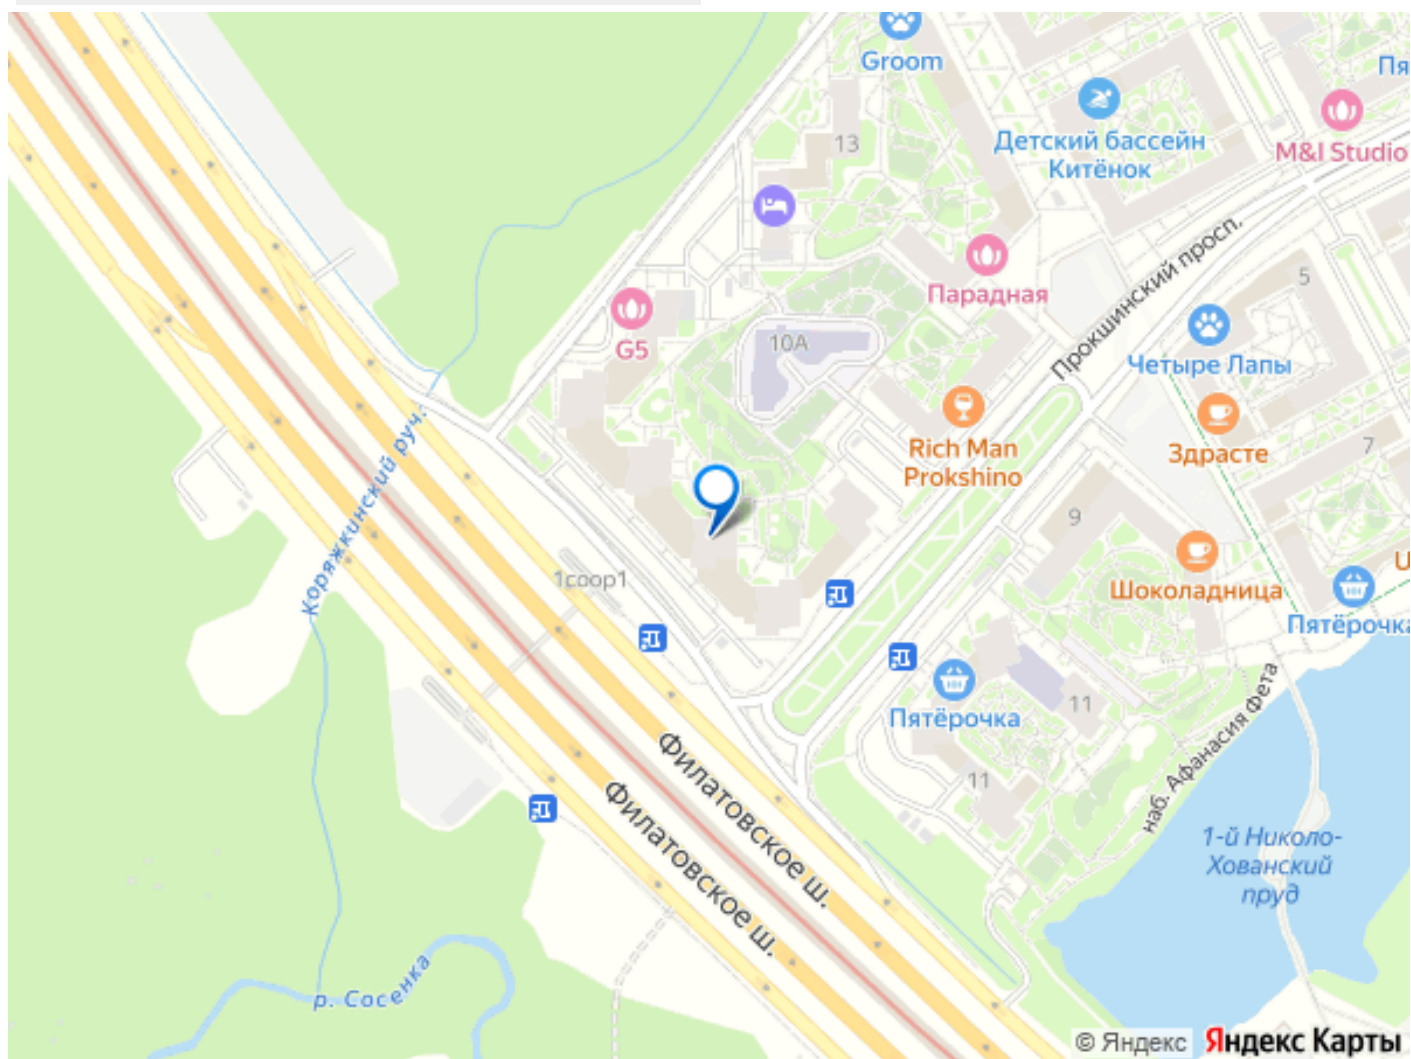 Groom
Пя
Детский бассейн
Китёнок
M&I Studio
13
Парадная
Прокшинский просп.
5
G5
10А
Четыре Лапы
Rich Man
Prokshino
Здрасте
7
Коряжкинский руч.
9
1соор1
Шоколадница
U
Пятёрочка
Пятёрочка
11
11
наб. Афанасия Фета
Филатовское ш.
Филатовское ш.
1-й Николо-
Хованский
пруд
р. Сосенка
© Яндекс
Яндекс Карты